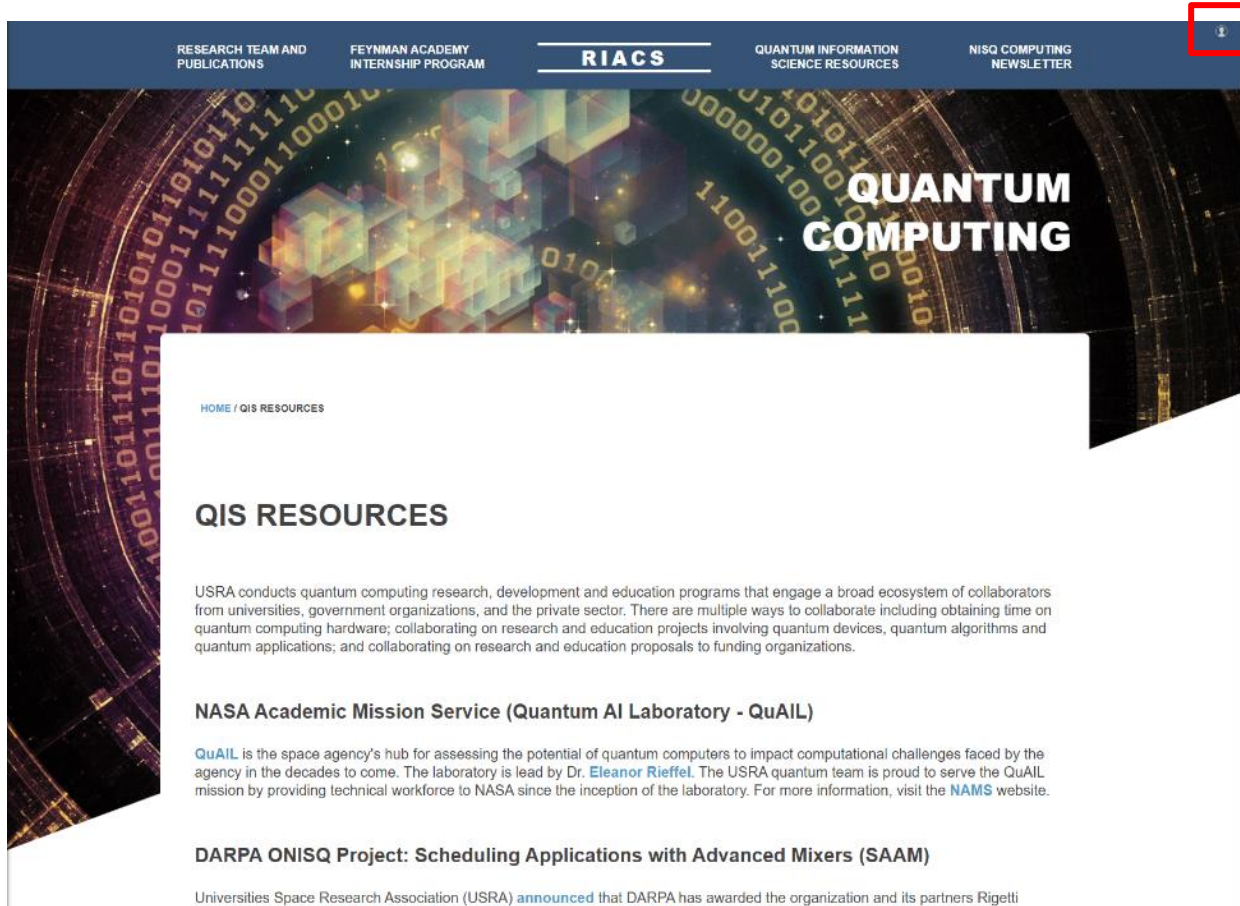 RESEARCH TEAM AND
PUBLICATIONS
FEYNMAN ACADEMY
INTERNSHIP PROGRAM
RIACS
QUANTUM INFORMATION
SCIENCE RESOURCES
NISQ COMPUTING
NEWSLETTER
QUANTUM
COMPUTING
HOME / QIS RESOURCES
QIS RESOURCES
USRA conducts quantum computing research, development and education programs that engage a broad ecosystem of collaborators
from universities, government organizations, and the private sector. There are multiple ways to collaborate including obtaining time on
quantum computing hardware; collaborating on research and education projects involving quantum devices, quantum algorithms and
quantum applications; and collaborating on research and education proposals to funding organizations.
NASA Academic Mission Service (Quantum AI Laboratory - QuAIL)
QuAIL is the space agency's hub for assessing the potential of quantum computers to impact computational challenges faced by the
agency in the decades to come. The laboratory is lead by Dr. Eleanor Rieffel. The USRA quantum team is proud to serve the QuAIL
mission by providing technical workforce to NASA since the inception of the laboratory. For more information, visit the NAMS website.
DARPA ONISQ Project: Scheduling Applications with Advanced Mixers (SAAM)
Universities Space Research Association (USRA) announced that DARPA has awarded the organization and its partners Rigetti